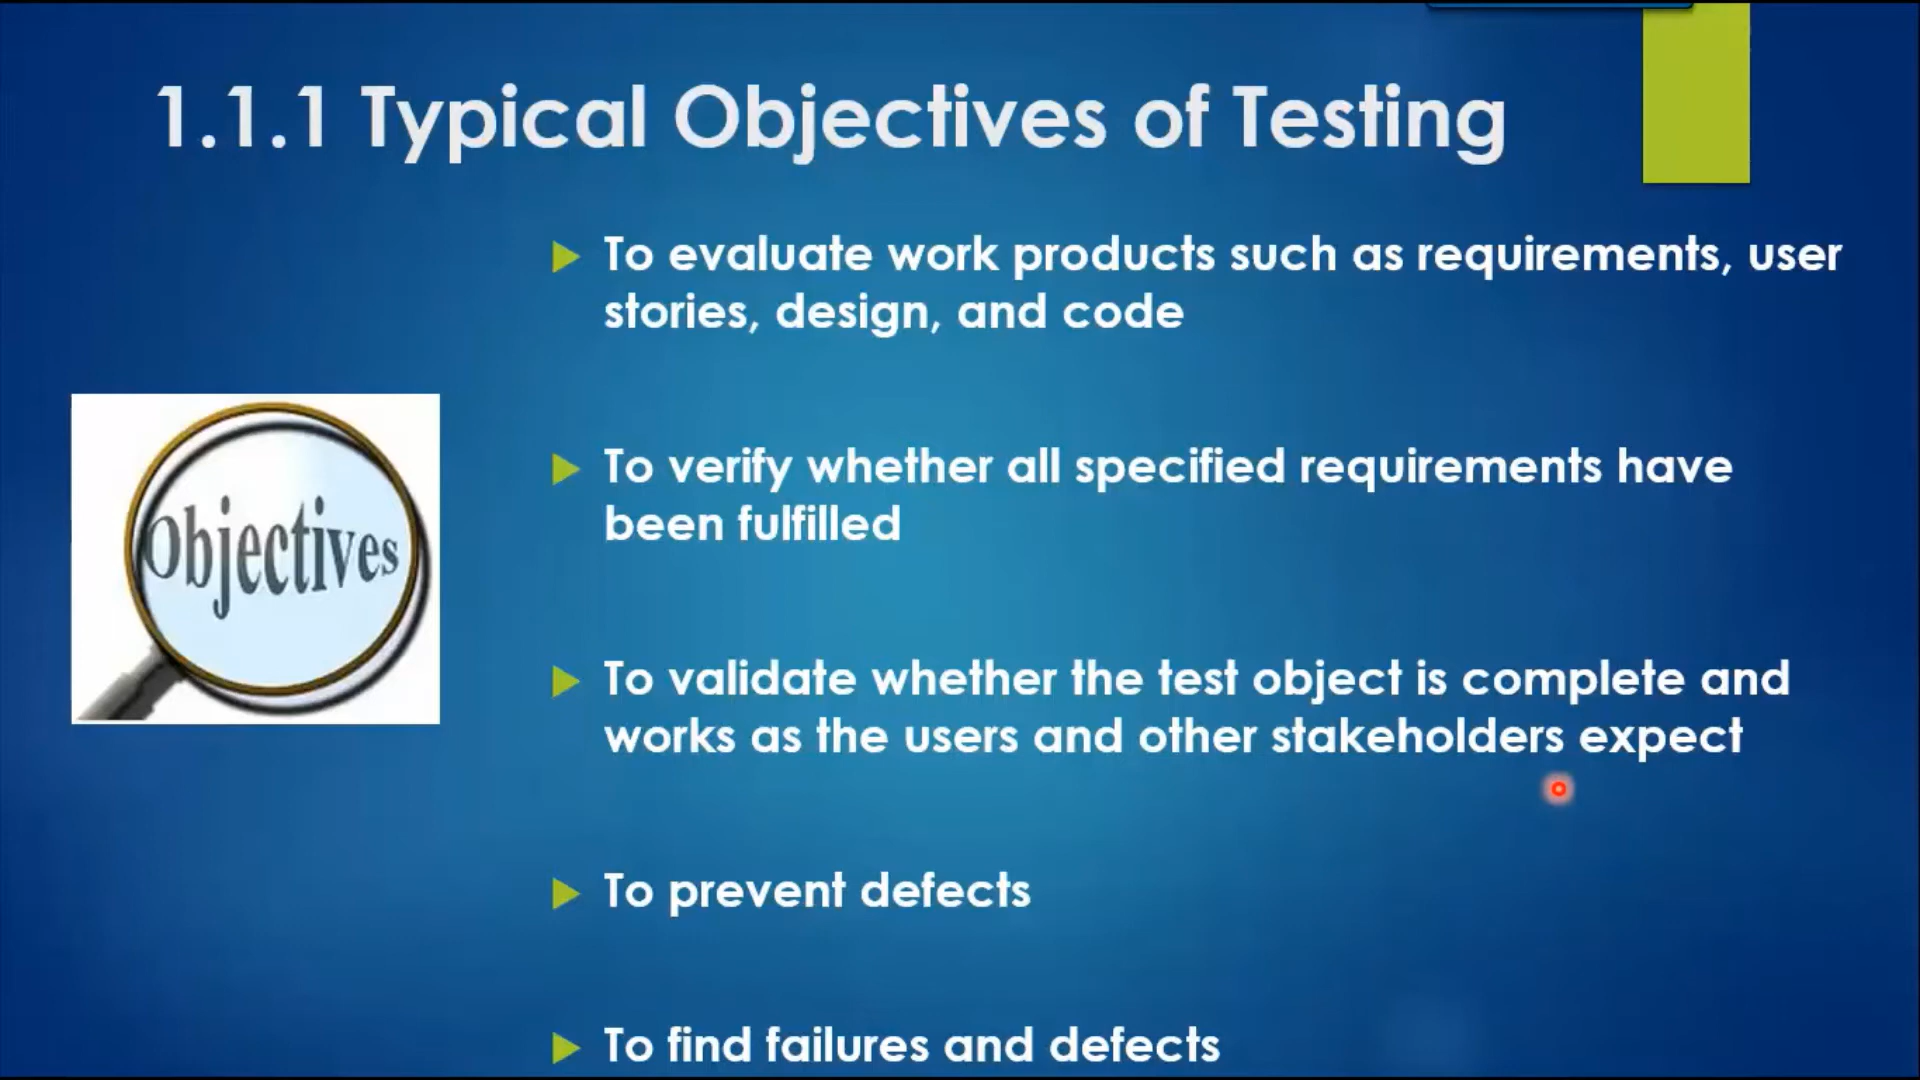 1.1.1 Typical Objectives of Testing
To evaluate work products such as requirements, user
stories, design, and code
To verify whether all specified requirements have
been fulfilled
Objectives
To validate whether the test object is complete and
works as the users and other stakeholders expect
To prevent defects
To find failures and defects